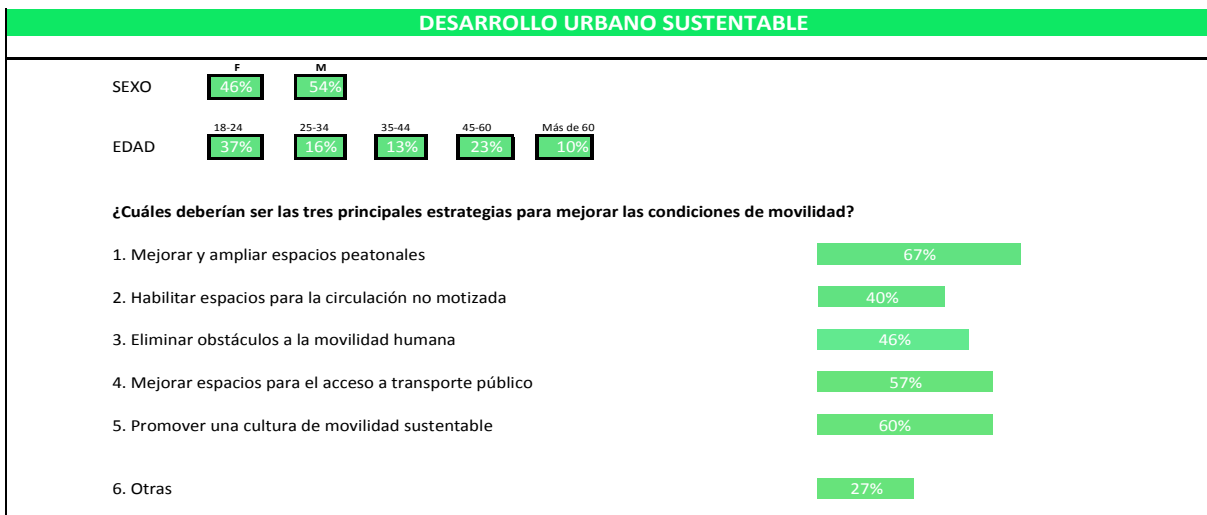 DESARROLLO URBANO SUSTENTABLE
F M
SEXO 46% 54%
18-24 25-34 35-44 45-60 Más de 60
EDAD 37% 16% 13% 23% 10%
¿Cuáles deberían ser las tres principales estrategias para mejorar las condiciones de movilidad?
1. Mejorar y ampliar espacios peatonales 67%
2. Habilitar espacios para la circulación no motizada 40%
3. Eliminar obstáculos a la movilidad humana 46%
4. Mejorar espacios para el acceso a transporte público 57%
5. Promover una cultura de movilidad sustentable 60%
6. Otras 27%